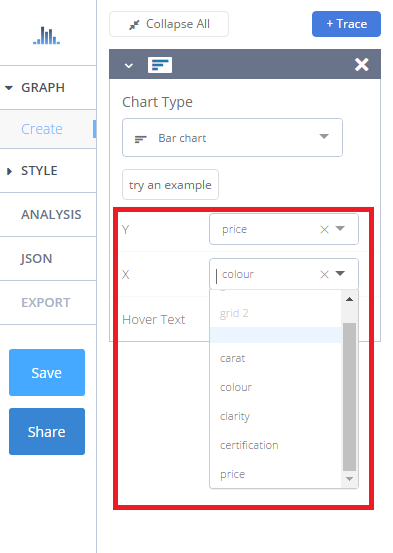 Collapse All
+ Trace
GRAPH
Create
STYLE
ANALYSIS
JSON
EXPORT
Save
Share
Chart Type
Bar chart
try an example
Y price
X colour
Hover Text
grid 2
carat
colour
clarity
certification
price